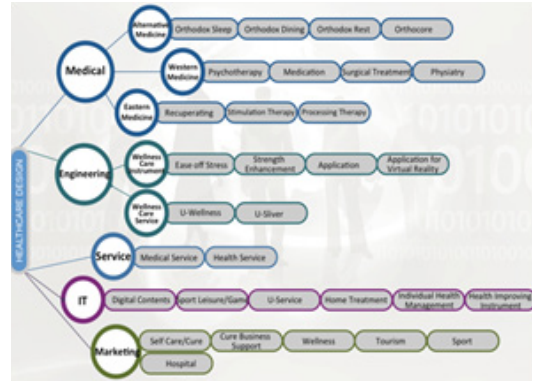 HEALTHCARE DESIGN
Medical
Alternative
Medicine
Orthodox Sleep
Orthodox Dining
Orthodox Rest
Orthocore
Western
Medicine
Psychotherapy
Medication
Surgical Treatment
Physiatry
Eastern
Medicine
Recuperating
Stimulation Therapy
Processing Therapy
Engineering
Wellness
Care
Instrument
Ease off Stress
Strength
Enhancement
Application
Application for
Virtual Reality
Wellness
Care
Service
U-Wellness
U-Sliver
Service
Medical Service
Health Service
IT
Digital Contents
port Leisure/Game
U-Service
Home Treatment
Individual Health
Management
Health Improving
Instrument
Marketing
Self Care/Cure
Cure Business
Support
Wellness
Tourism
Sport
Hospital